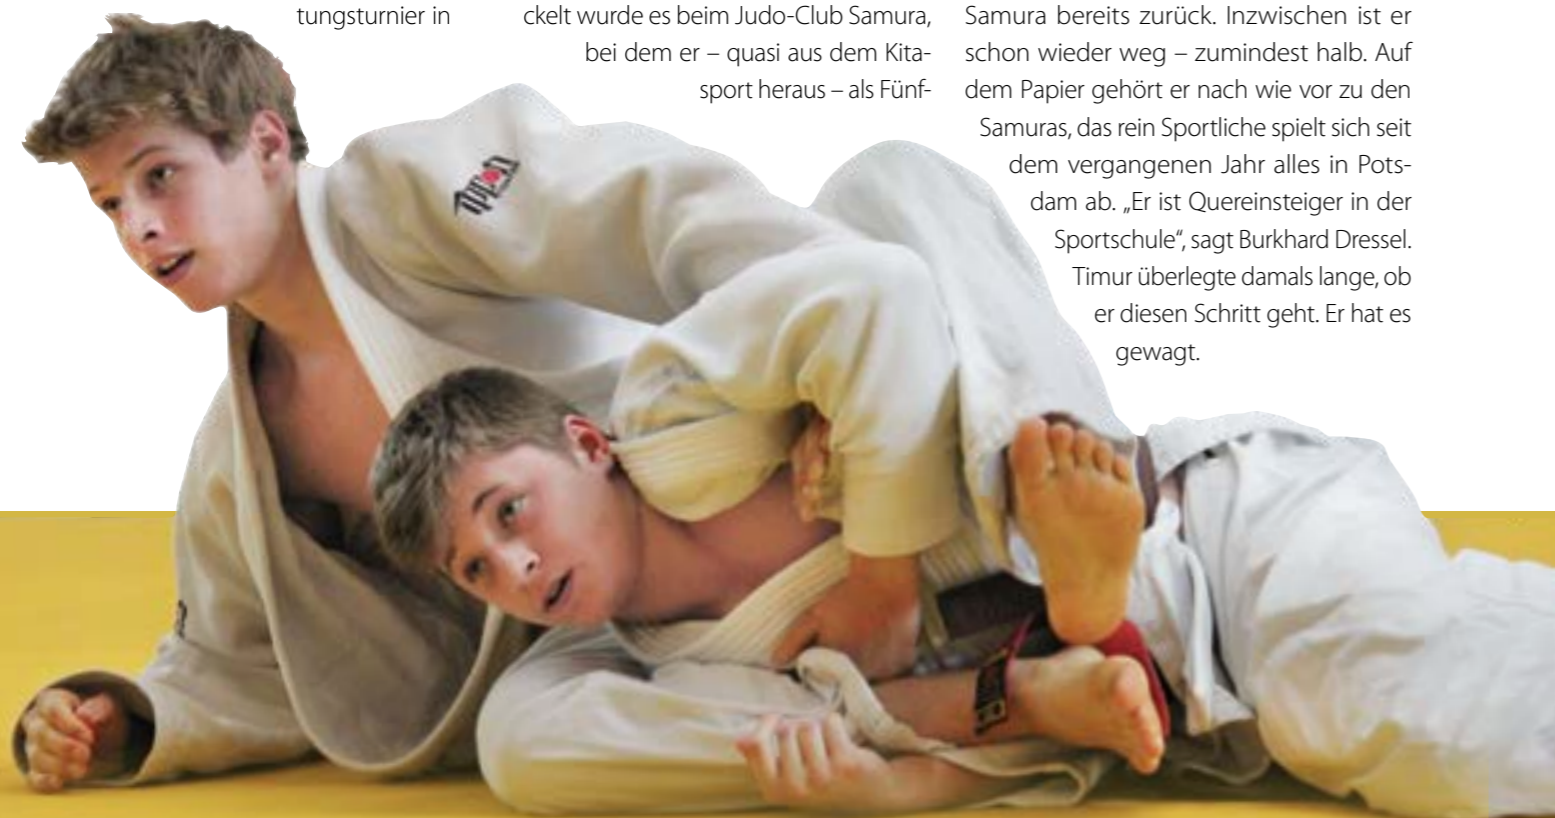 tungsturnier in
ckelt wurde es beim Judo-Club Samura,
bei dem er – quasi aus dem Kita-
sport heraus – als Fünf-
Samura bereits zurück. Inzwischen ist er
schon wieder weg – zumindest halb. Auf
dem Papier gehört er nach wie vor zu den
Samuras, das rein Sportliche spielt sich seit
dem vergangenen Jahr alles in Pots-
dam ab. „Er ist Quereinsteiger in der
Sportschule“, sagt Burkhard Dressel.
Timur überlegte damals lange, ob
er diesen Schritt geht. Er hat es
gewagt.